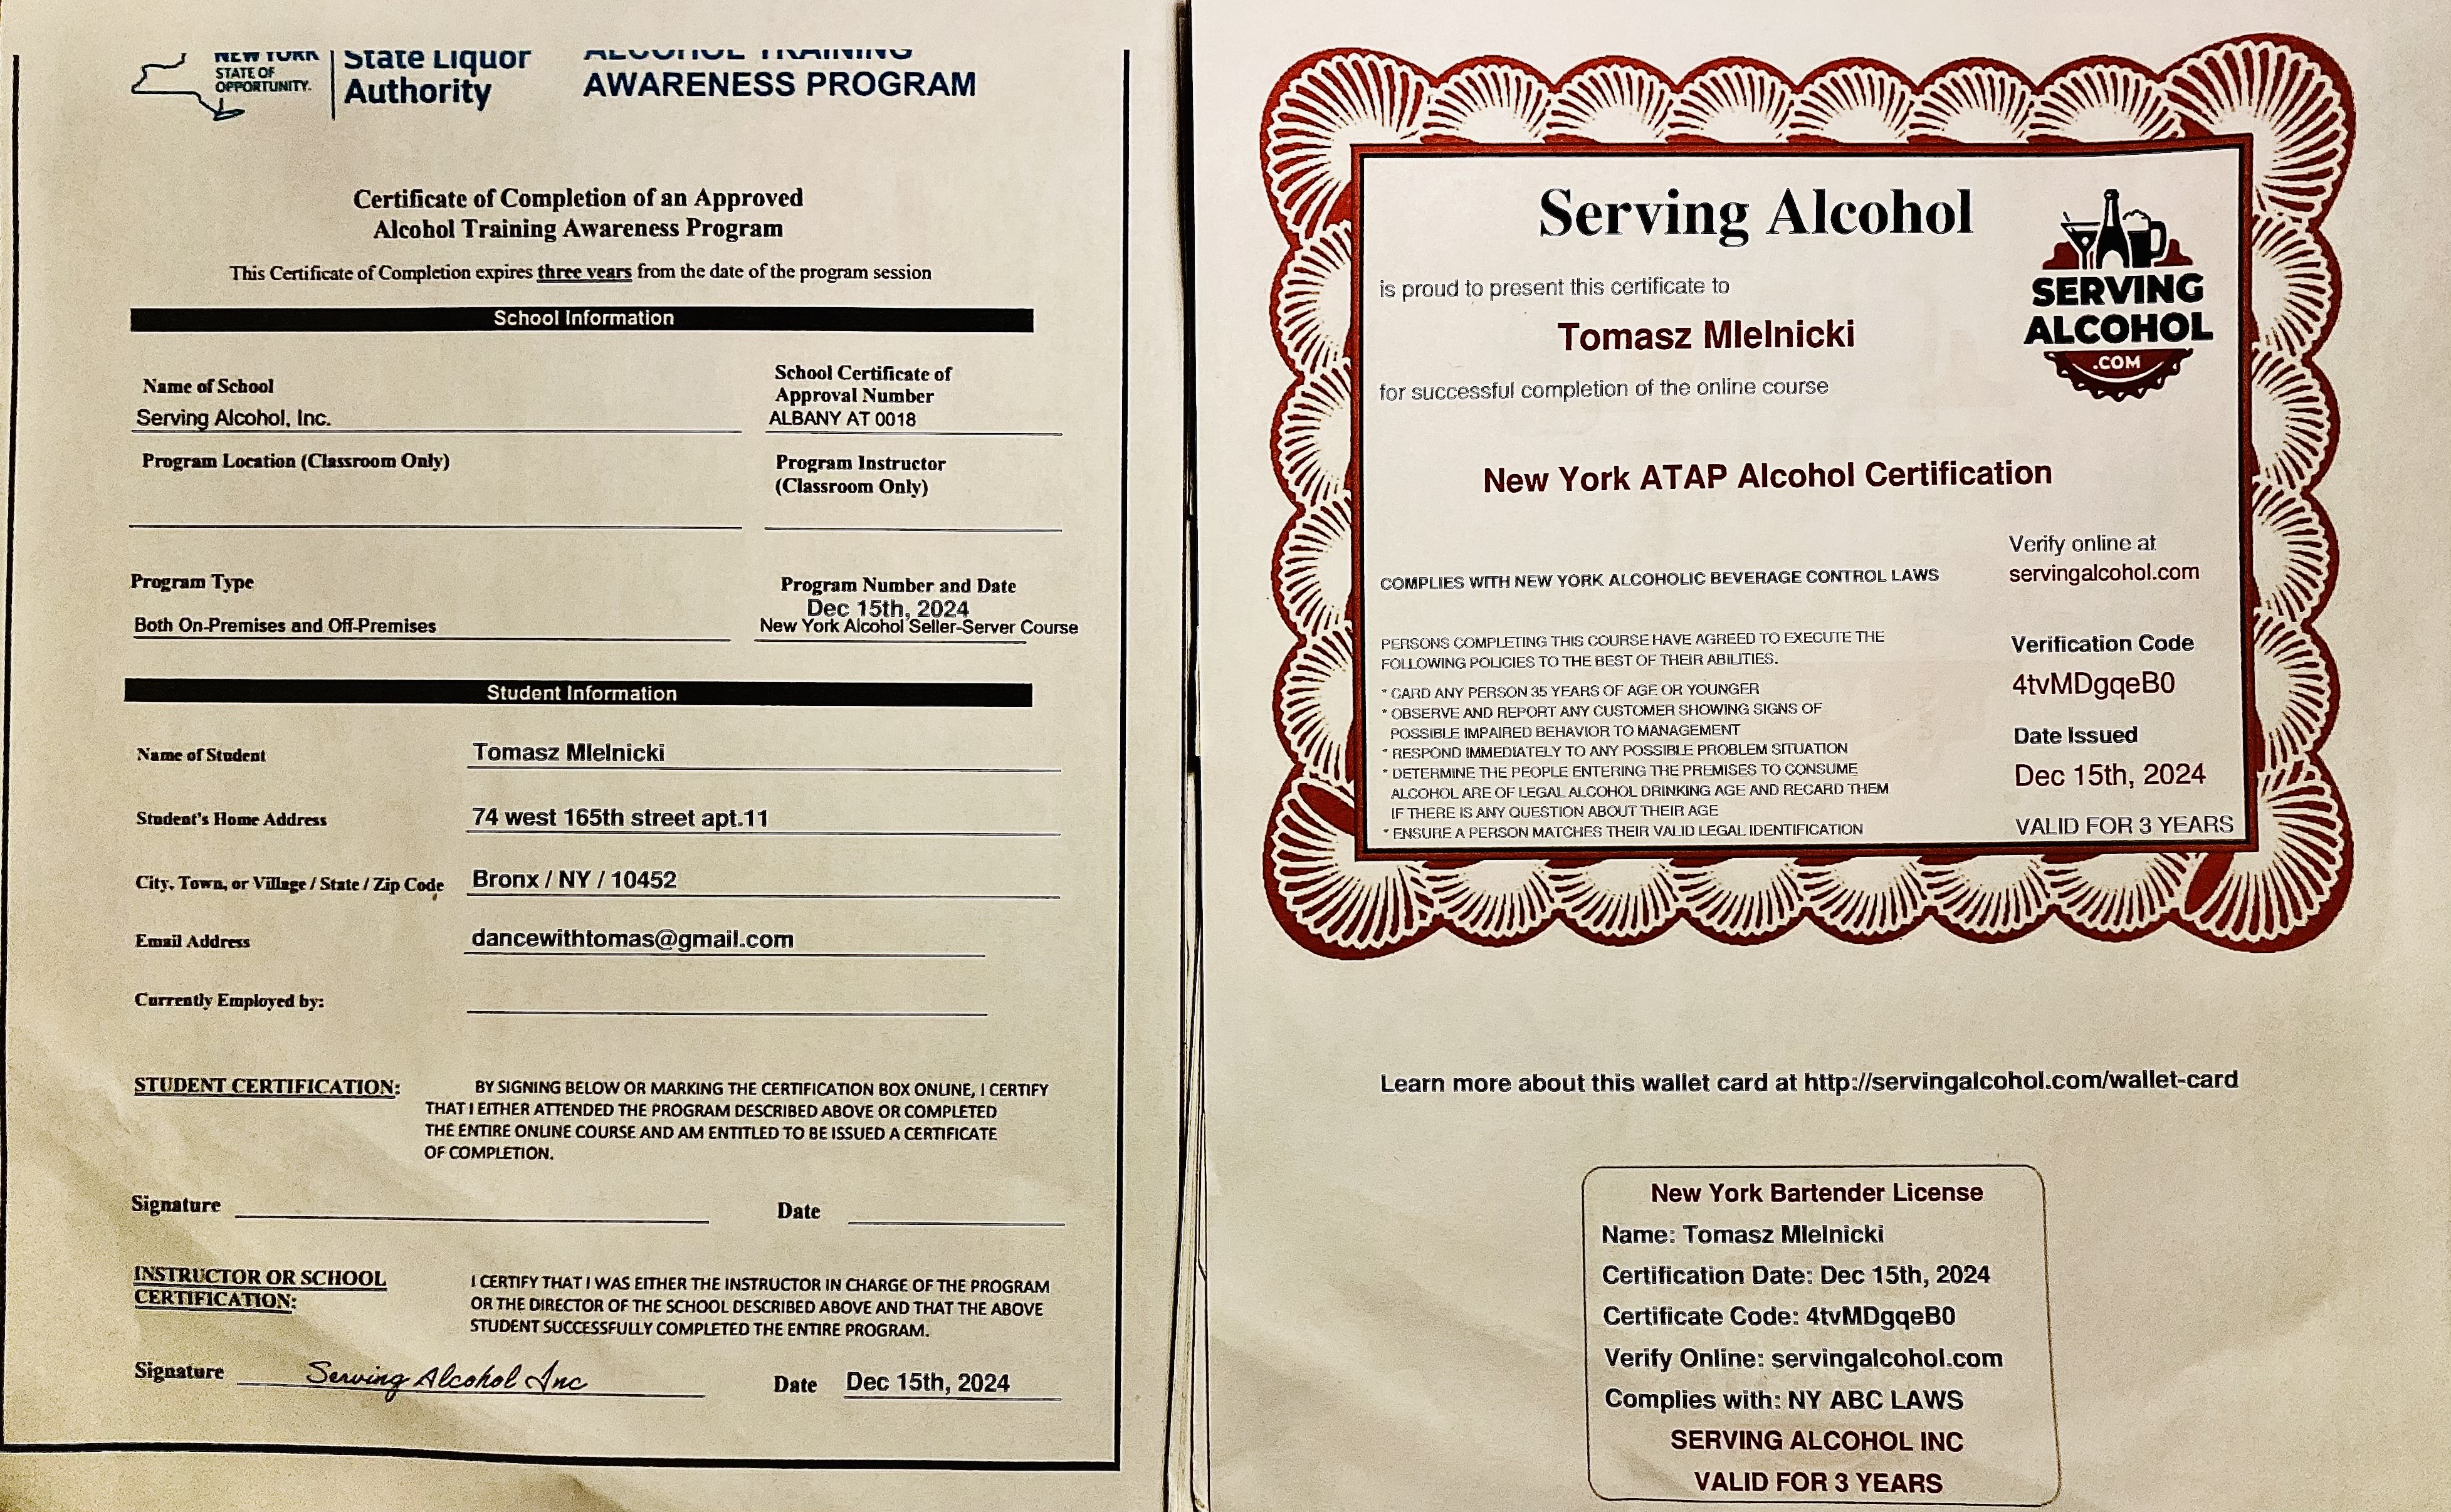 NEW YORK
STATE OF
OPPORTUNITY.
State Liquor
Authority
ALCOHOL TRAINING
AWARENESS PROGRAM
Certificate of Completion of an Approved
Alcohol Training Awareness Program
This Certificate of Completion expires three years from the date of the program session
School Information
Name of School
Serving Alcohol, Inc.
School Certificate of
Approval Number
ALBANY AT 0018
Program Location (Classroom Only)
Program Instructor
(Classroom Only)
Program Type
Both On-Premises and Off-Premises
Program Number and Date
Dec 15th, 2024
New York Alcohol Seller-Server Course
Student Information
Name of Student Tomasz Mlelnicki
Student's Home Address 74 west 165th street apt.11
City, Town, or Village / State / Zip Code Bronx / NY / 10452
Email Address dancewithtomas@gmail.com
Currently Employed by:
STUDENT CERTIFICATION: BY SIGNING BELOW OR MARKING THE CERTIFICATION BOX ONLINE, I CERTIFY
THAT I EITHER ATTENDED THE PROGRAM DESCRIBED ABOVE OR COMPLETED
THE ENTIRE ONLINE COURSE AND AM ENTITLED TO BE ISSUED A CERTIFICATE
OF COMPLETION.
Signature Date
INSTRUCTOR OR SCHOOL
CERTIFICATION:
I CERTIFY THAT I WAS EITHER THE INSTRUCTOR IN CHARGE OF THE PROGRAM
OR THE DIRECTOR OF THE SCHOOL DESCRIBED ABOVE AND THAT THE ABOVE
STUDENT SUCCESSFULLY COMPLETED THE ENTIRE PROGRAM.
Signature Serving Alcohol Inc Date Dec 15th, 2024
Serving Alcohol
is proud to present this certificate to
Tomasz Mlelnicki
for successful completion of the online course
New York ATAP Alcohol Certification
COMPLIES WITH NEW YORK ALCOHOLIC BEVERAGE CONTROL LAWS
PERSONS COMPLETING THIS COURSE HAVE AGREED TO EXECUTE THE
FOLLOWING POLICIES TO THE BEST OF THEIR ABILITIES.
* CARD ANY PERSON 35 YEARS OF AGE OR YOUNGER
* OBSERVE AND REPORT ANY CUSTOMER SHOWING SIGNS OF
POSSIBLE IMPAIRED BEHAVIOR TO MANAGEMENT
* RESPOND IMMEDIATELY TO ANY POSSIBLE PROBLEM SITUATION
* DETERMINE THE PEOPLE ENTERING THE PREMISES TO CONSUME
ALCOHOL ARE OF LEGAL ALCOHOL DRINKING AGE AND RECARD THEM
IF THERE IS ANY QUESTION ABOUT THEIR AGE
* ENSURE A PERSON MATCHES THEIR VALID LEGAL IDENTIFICATION
SERVING
ALCOHOL
.COM
Verify online at
servingalcohol.com
Verification Code
4tvMDgqeB0
Date Issued
Dec 15th, 2024
VALID FOR 3 YEARS
Learn more about this wallet card at http://servingalcohol.com/wallet-card
New York Bartender License
Name: Tomasz Mlelnicki
Certification Date: Dec 15th, 2024
Certificate Code: 4tvMDgqeB0
Verify Online: servingalcohol.com
Complies with: NY ABC LAWS
SERVING ALCOHOL INC
VALID FOR 3 YEARS